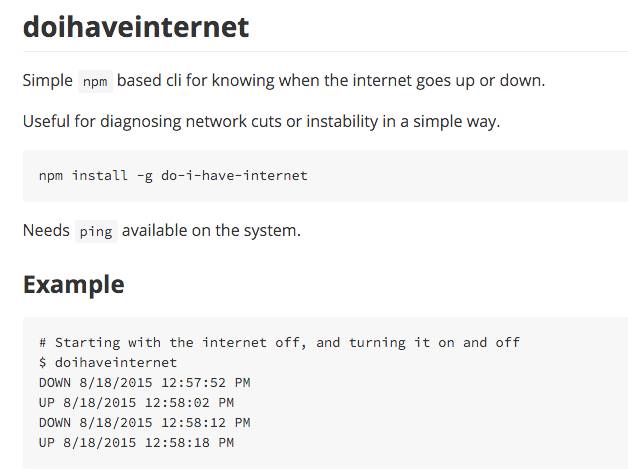 doihaveinternet
Simple npm based cli for knowing when the internet goes up or down.
Useful for diagnosing network cuts or instability in a simple way.
npm install -g do-i-have-internet
Needs ping available on the system.
Example
# Starting with the internet off, and turning it on and off
$ doihaveinternet
DOWN 8/18/2015 12:57:52 PM
UP 8/18/2015 12:58:02 PM
DOWN 8/18/2015 12:58:12 PM
UP 8/18/2015 12:58:18 PM